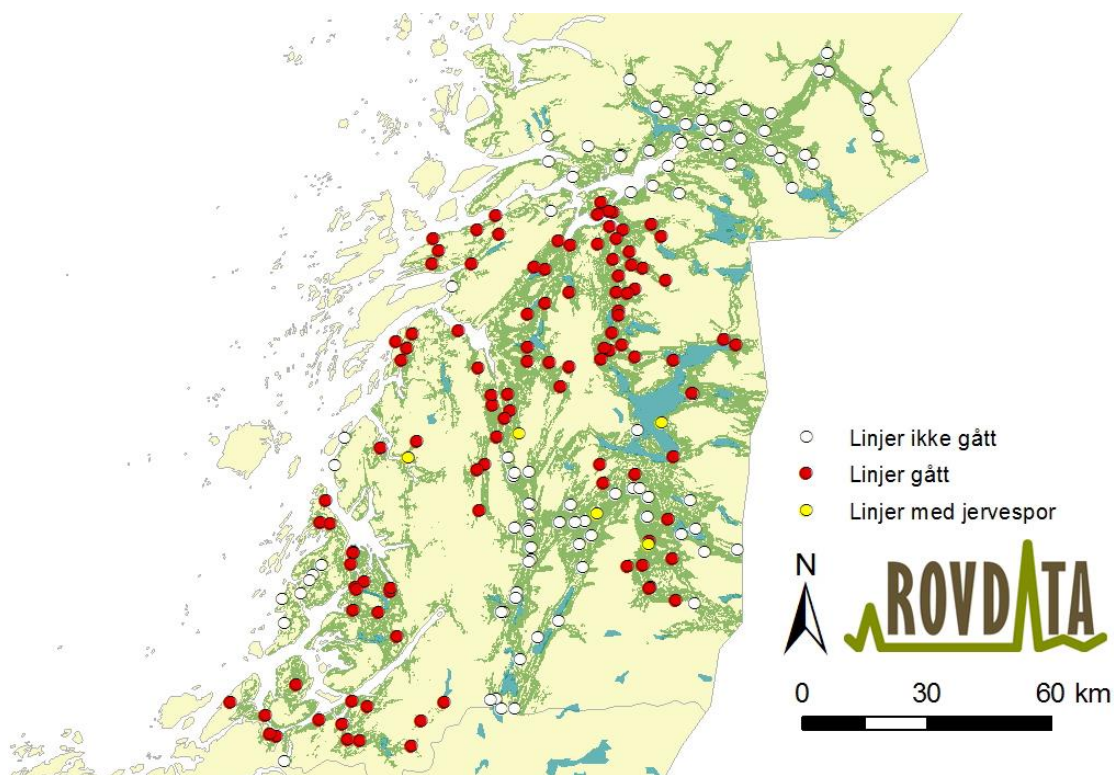 Linjer ikke gått
Linjer gått
Linjer med jervespor
N
ROVDATA
0 30 60 km